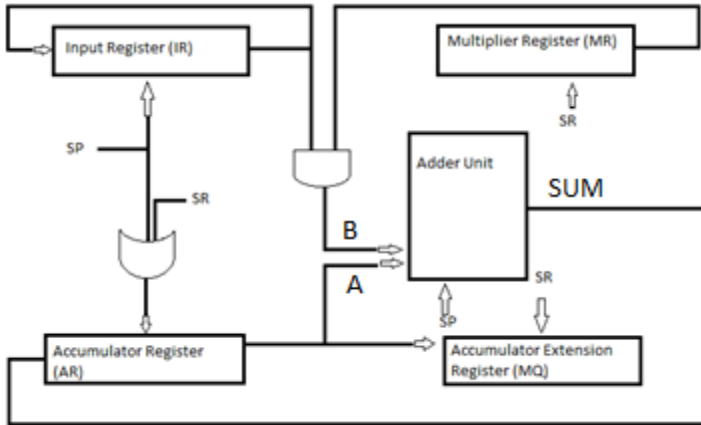 Input Register (IR)
Multiplier Register (MR)
SP
SR
SR
Adder Unit
SUM
B
A
SR
SP
Accumulator Register
(AR)
Accumulator Extension
Register (MQ)